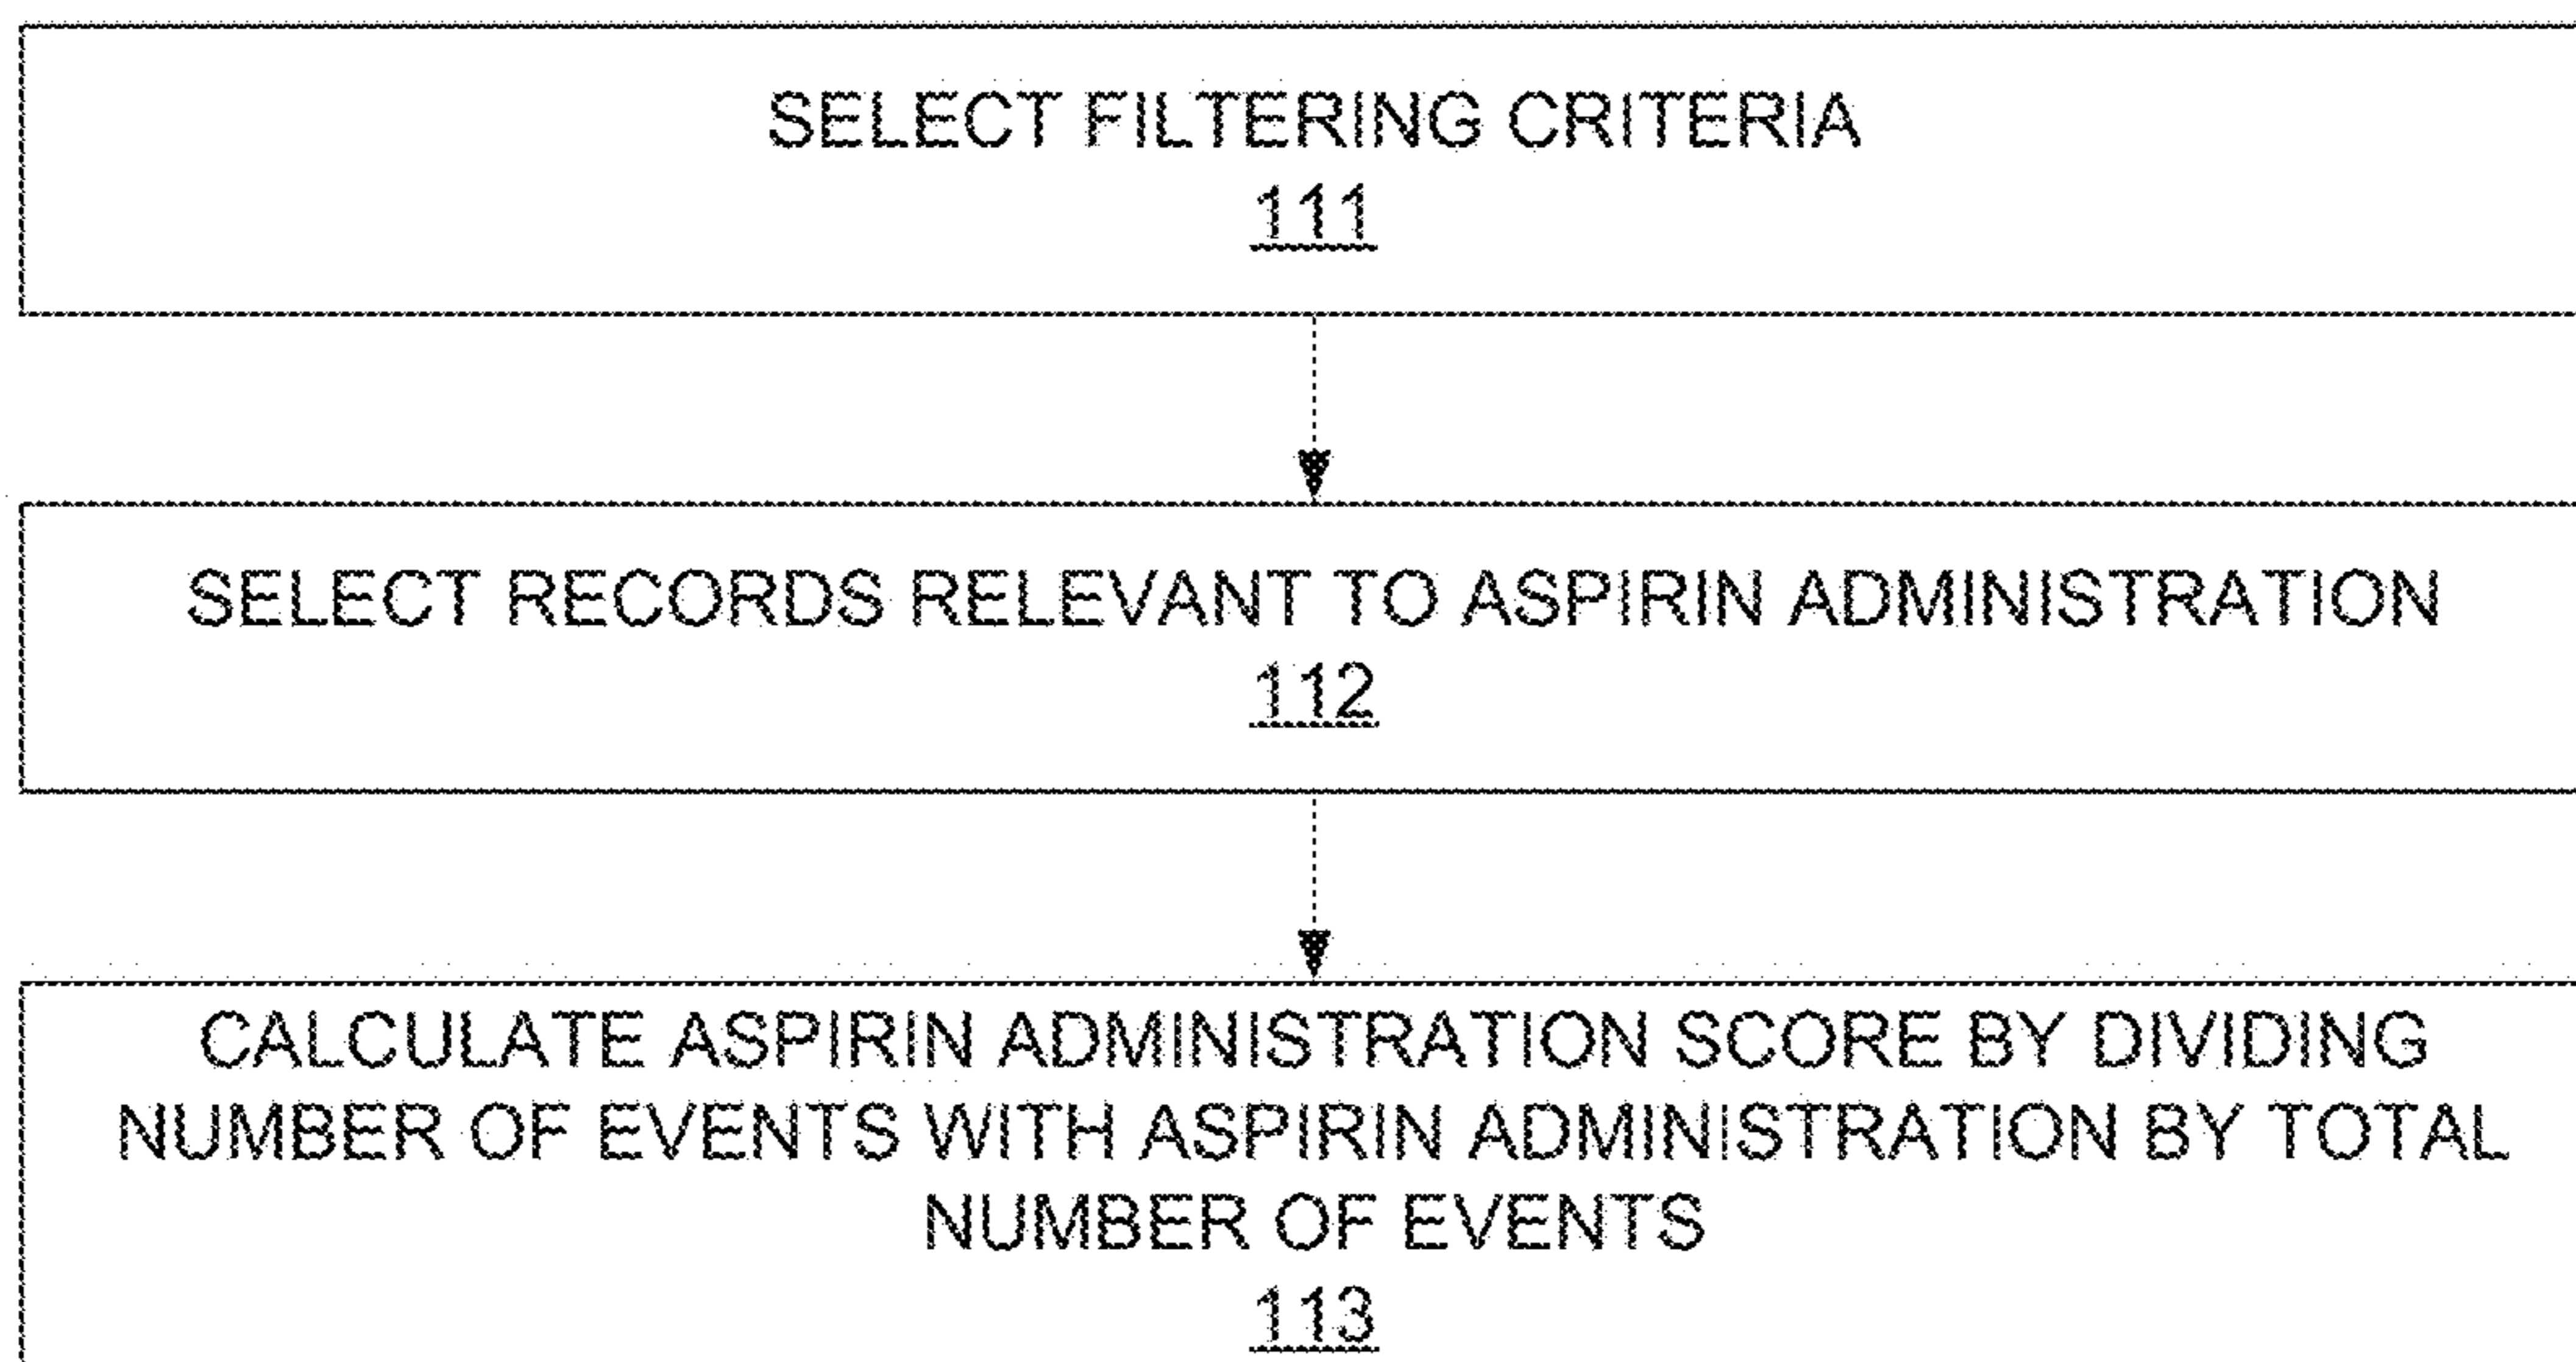 SELECT FILTERING CRITERIA
111
SELECT RECORDS RELEVANT TO ASPIRIN ADMINISTRATION
112
CALCULATE ASPIRIN ADMINISTRATION SCORE BY DIVIDING
NUMBER OF EVENTS WITH ASPIRIN ADMINISTRATION BY TOTAL
NUMBER OF EVENTS
113